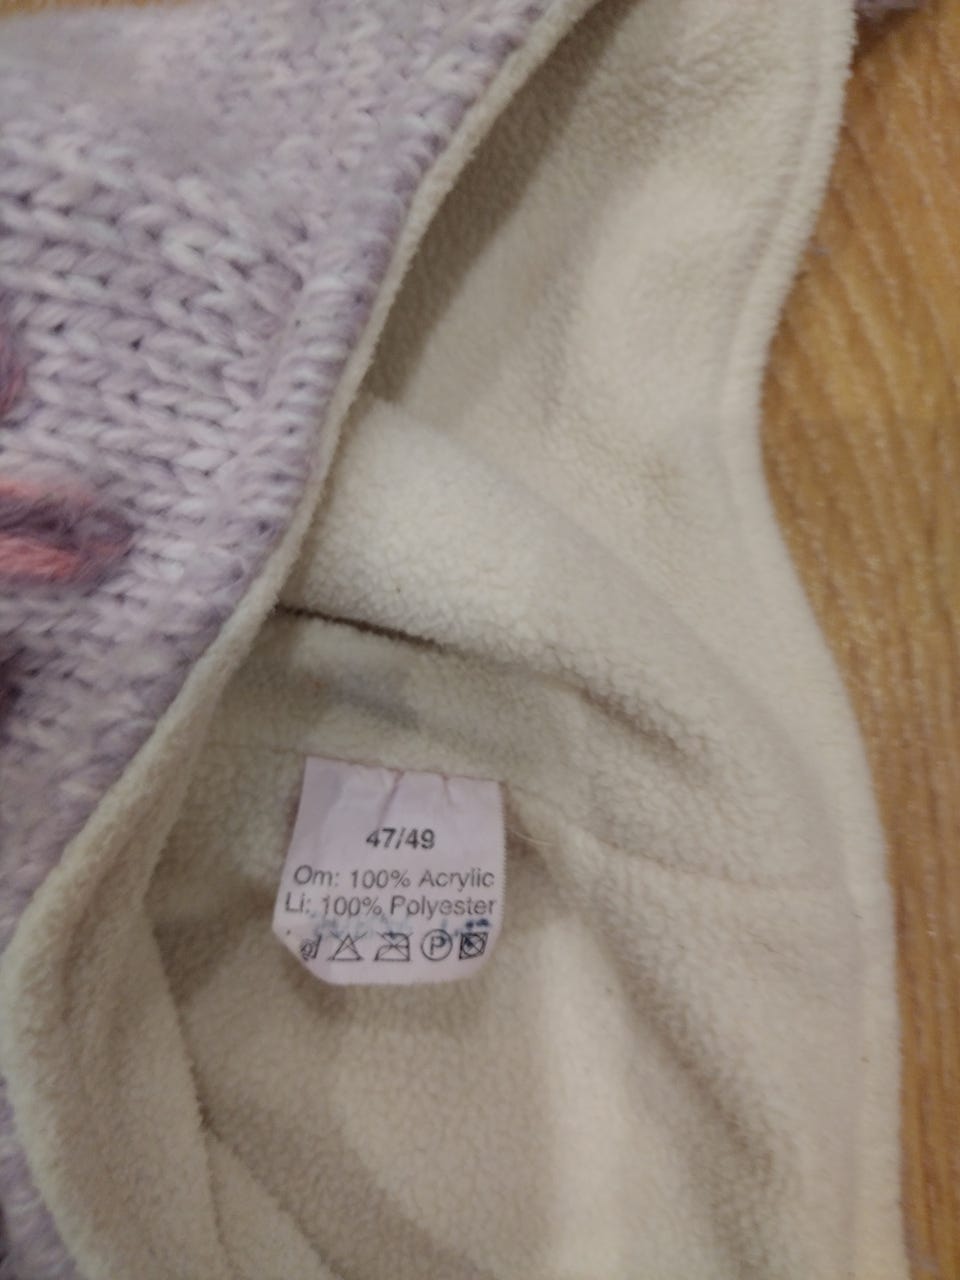 47/49
Om: 100% Acrylic
Li: 100% Polyester
P